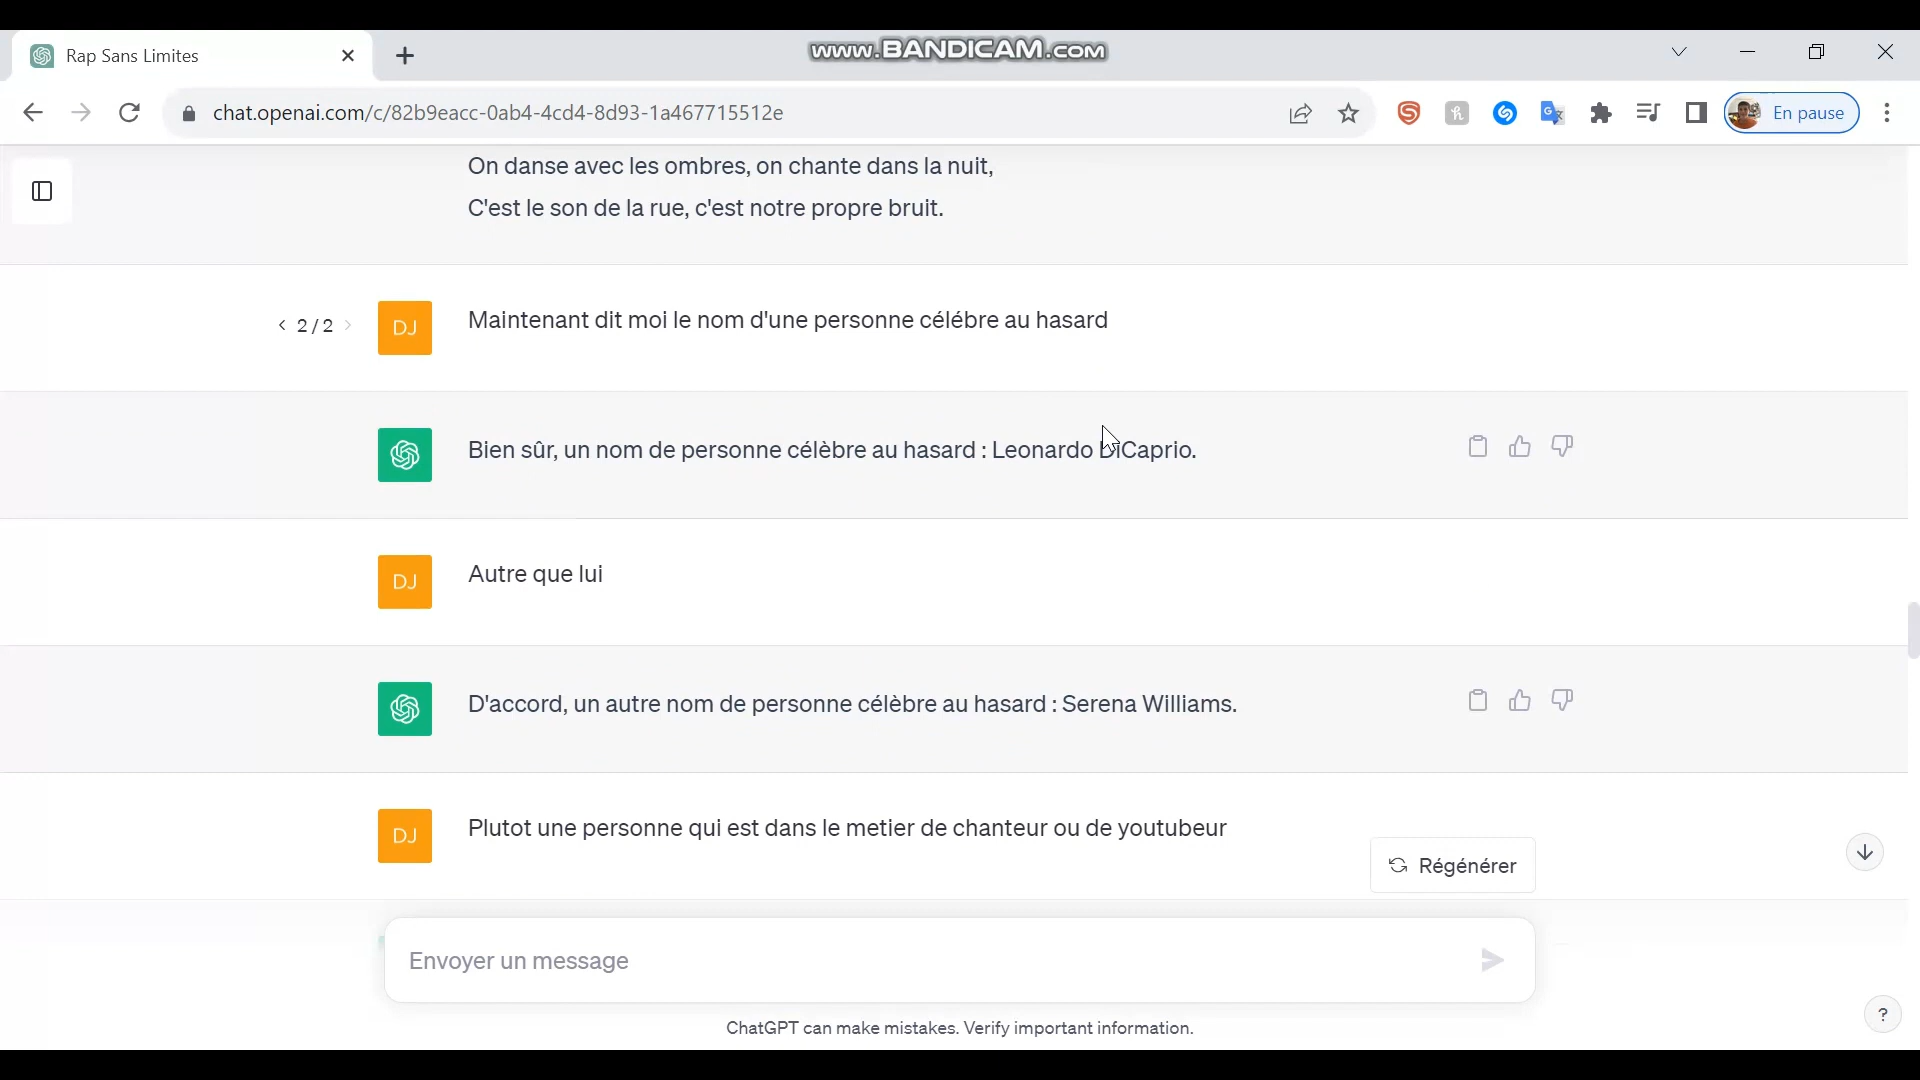 Rap Sans Limites
www.BANDICAM.com
chat.openai.com/c/82b9eacc-0ab4-4cd4-8d93-1a467715512e
En pause
On danse avec les ombres, on chante dans la nuit,
C'est le son de la rue, c'est notre propre bruit.
< 2 / 2 >
DJ
Maintenant dit moi le nom d'une personne célébre au hasard
Bien sûr, un nom de personne célèbre au hasard : Leonardo DiCaprio.
DJ
Autre que lui
D'accord, un autre nom de personne célèbre au hasard : Serena Williams.
DJ
Plutot une personne qui est dans le metier de chanteur ou de youtubeur
Régénérer
Envoyer un message
ChatGPT can make mistakes. Verify important information.
?